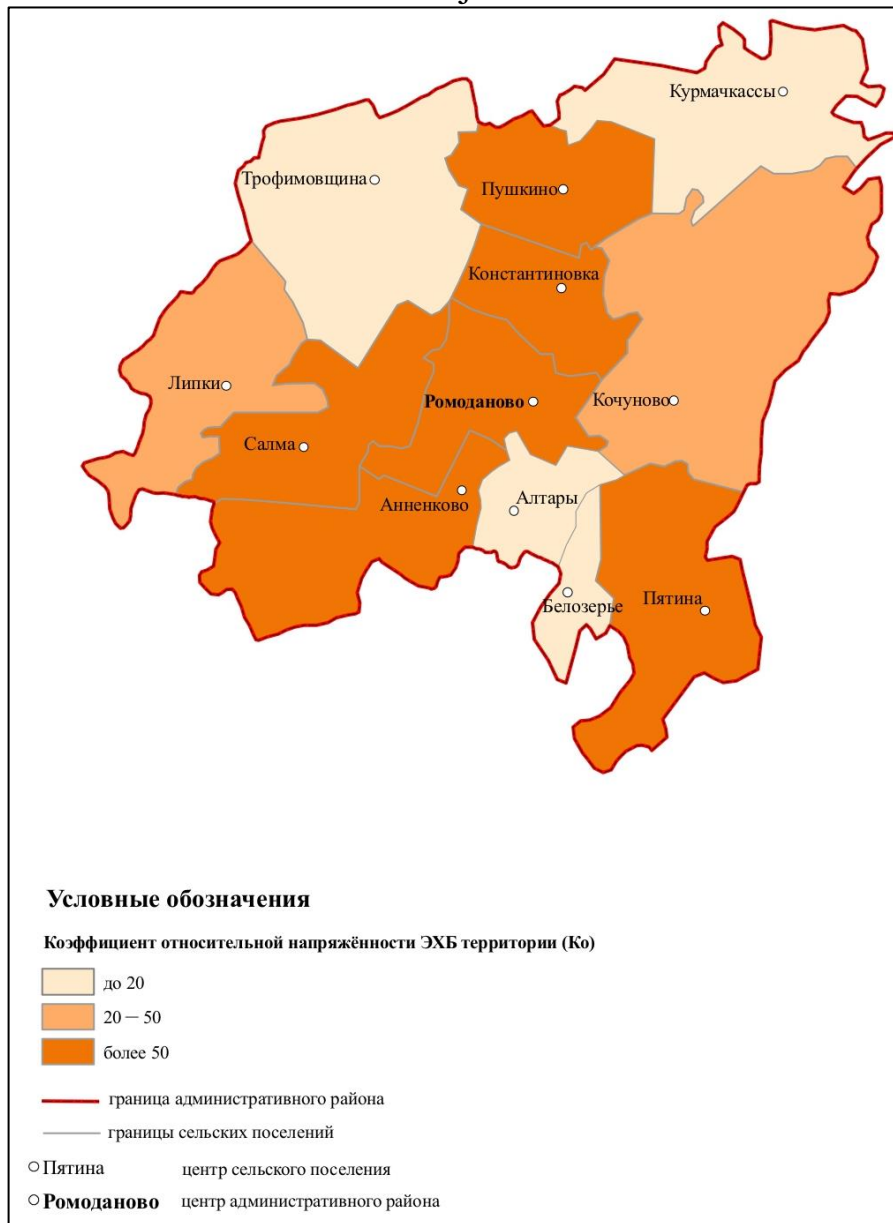 Курмачкассы
Трофимовщина
Пушкино
Константиновка
Липки
Ромоданово
Кочуново
Салма
Анненково
Алтары
Белозерье
Пятина
Условные обозначения
Коэффициент относительной напряжённости ЭХБ территории (Ко)
до 20
20 — 50
более 50
граница административного района
границы сельских поселений
Пятина центр сельского поселения
Ромоданово центр административного района